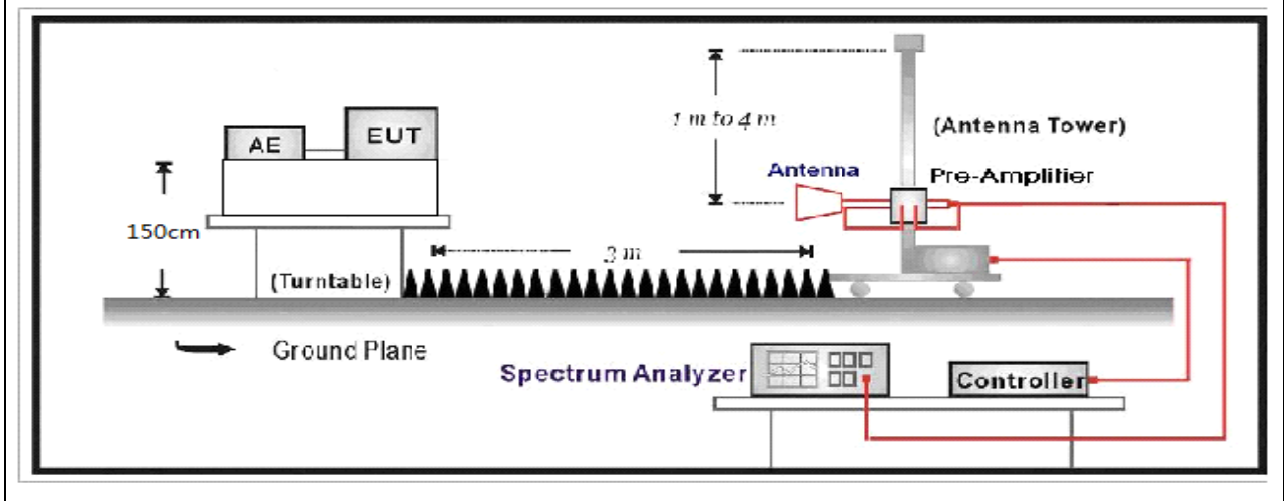 1 m to 4 m
(Antenna Tower)
EUT
AE
Antenna
Pre-Amplifier
150cm
3 m
(Turntable)
Ground Plane
Spectrum Analyzer
Controller